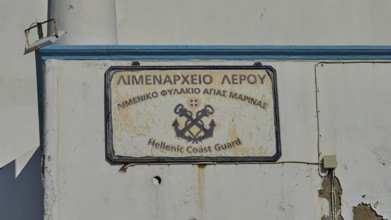 ΛΙΜΕΝΑΡΧΕΙΟ ΛΕΡΟΥ
ΛΙΜΕΝΙΚΟ ΦΥΛΑΚΙΟ ΑΓΙΑΣ ΜΑΡΙΝΑΣ
Hellenic Coast Guard